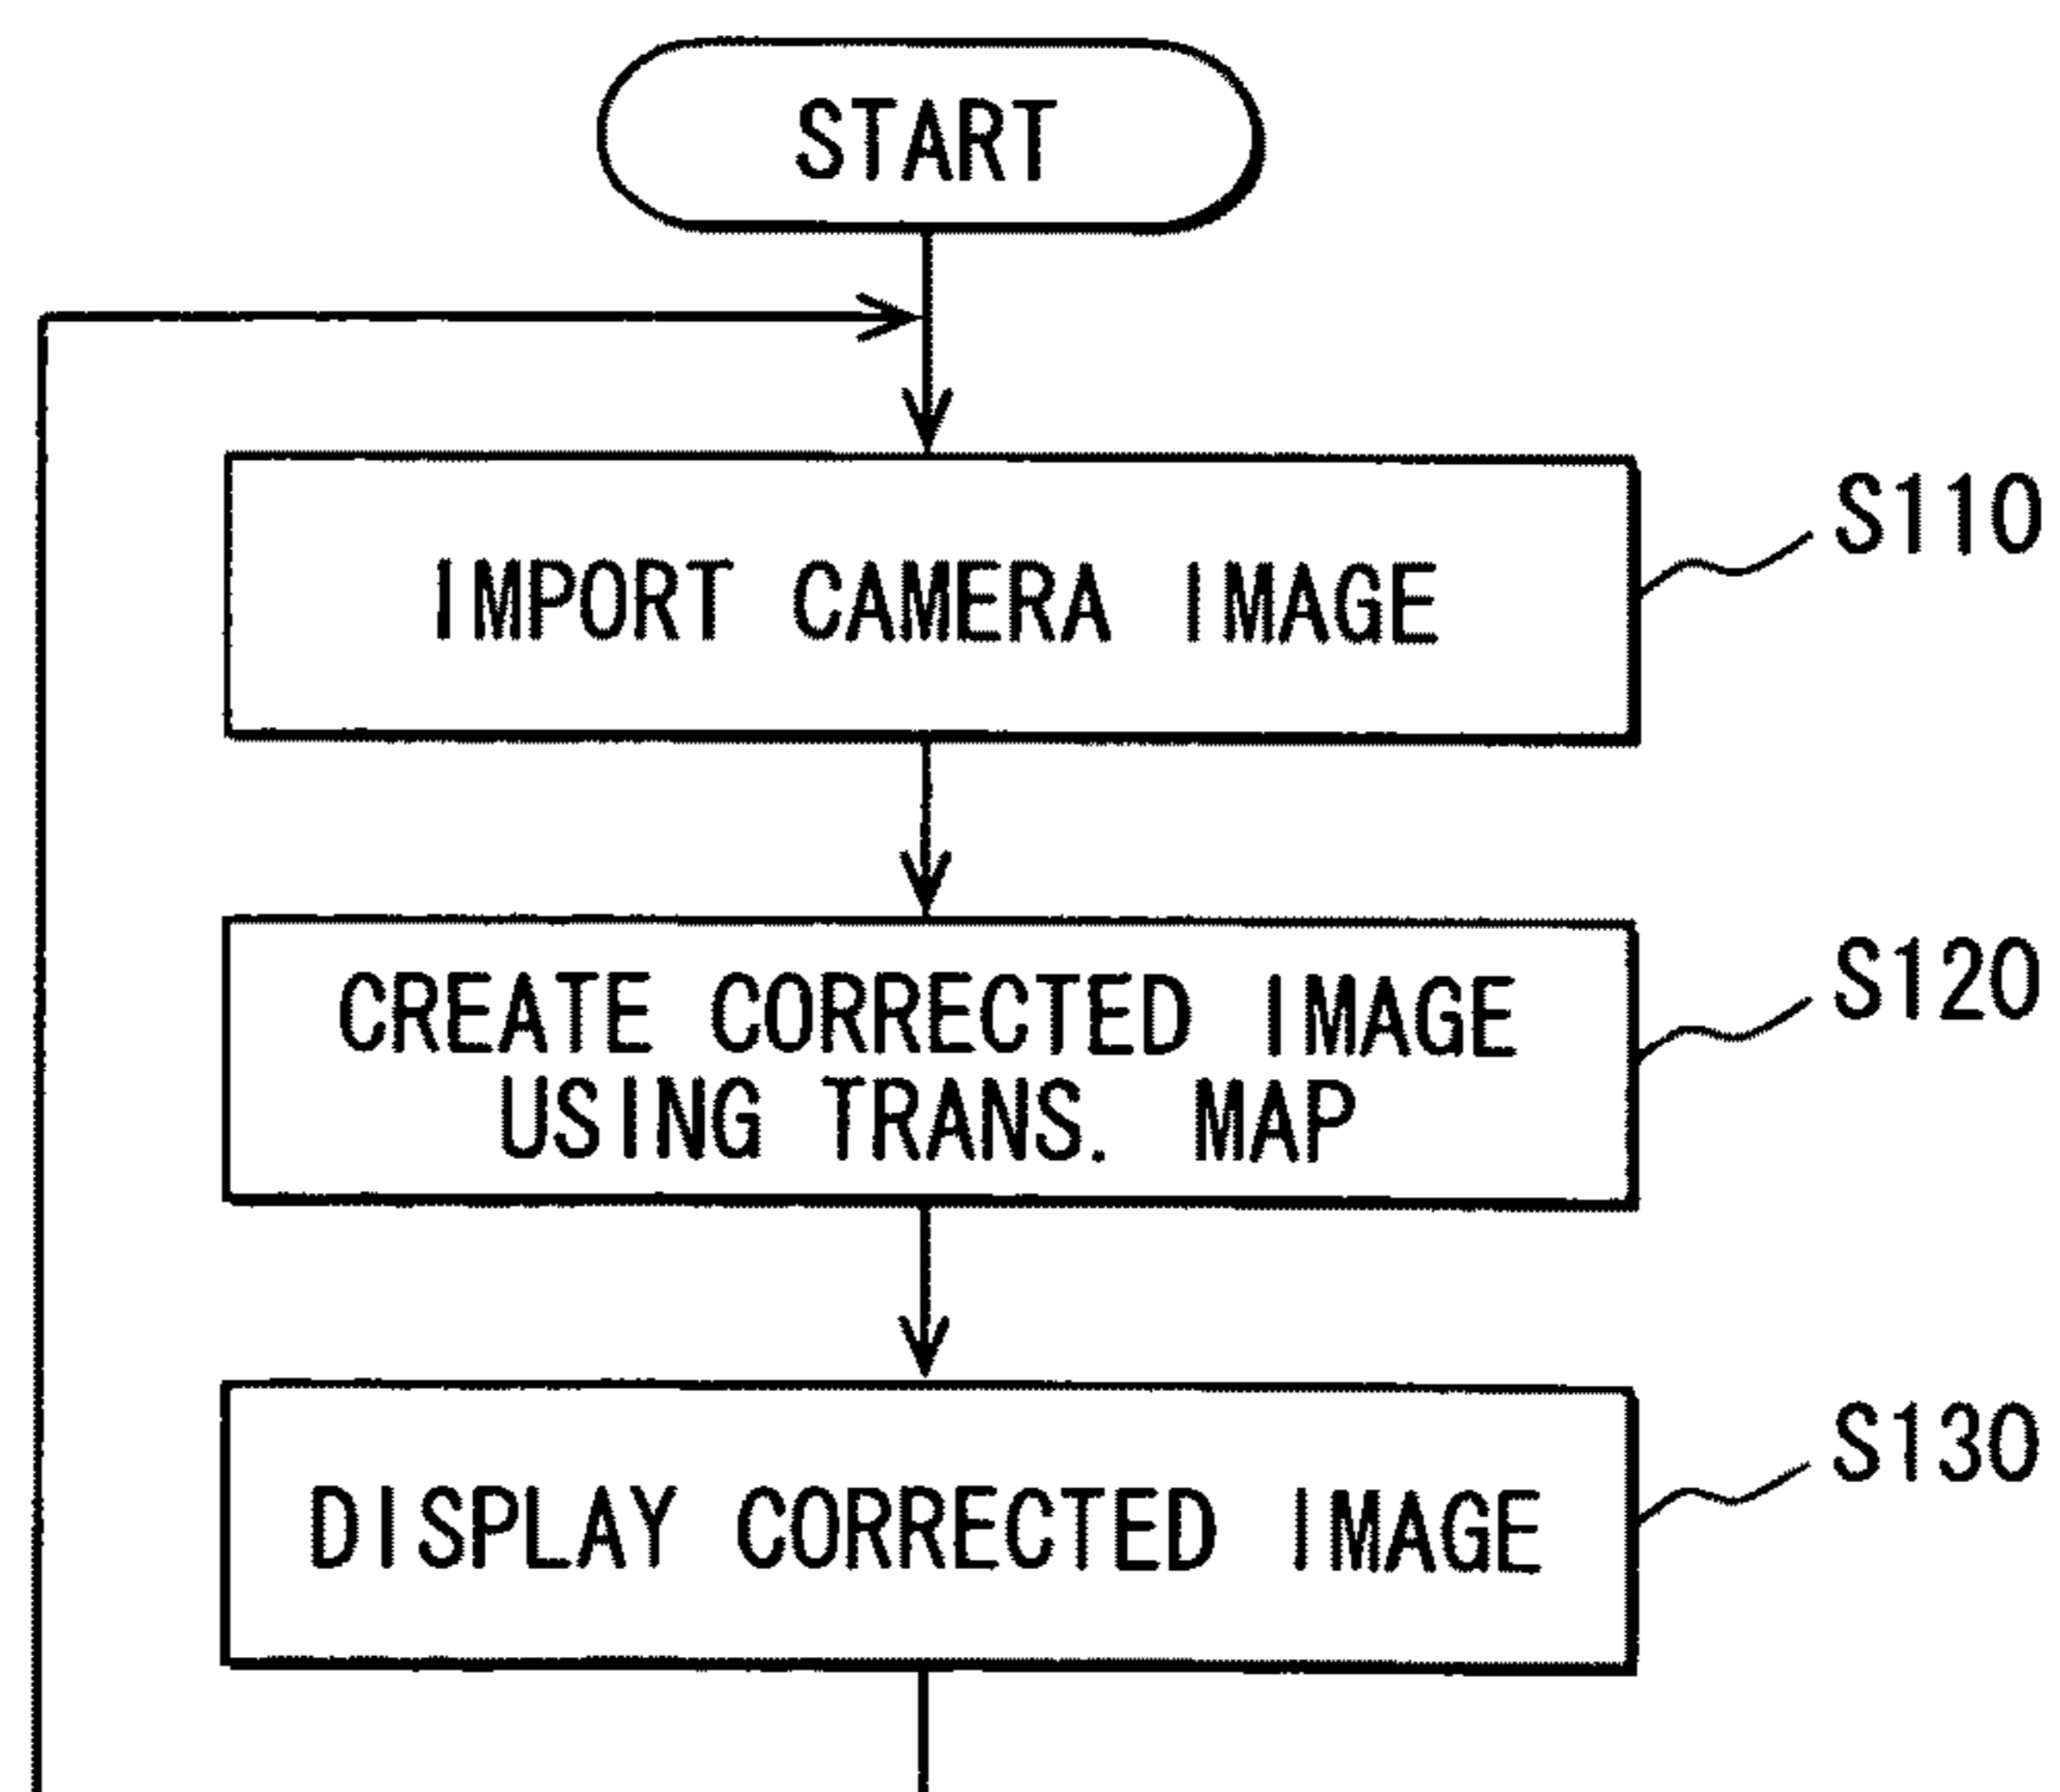 START
IMPORT CAMERA IMAGE
S110
CREATE CORRECTED IMAGE
USING TRANS. MAP
S120
DISPLAY CORRECTED IMAGE
S130